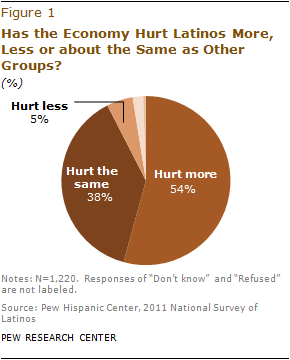 Figure 1
Has the Economy Hurt Latinos More,
Less or about the Same as Other
Groups?
(%)
Hurt less
5%
Hurt the
same
38%
Hurt more
54%
Notes: N=1,220.  Responses of "Don't know"  and "Refused"
are not labeled.
Source: Pew Hispanic Center, 2011 National Survey of
Latinos
PEW RESEARCH CENTER